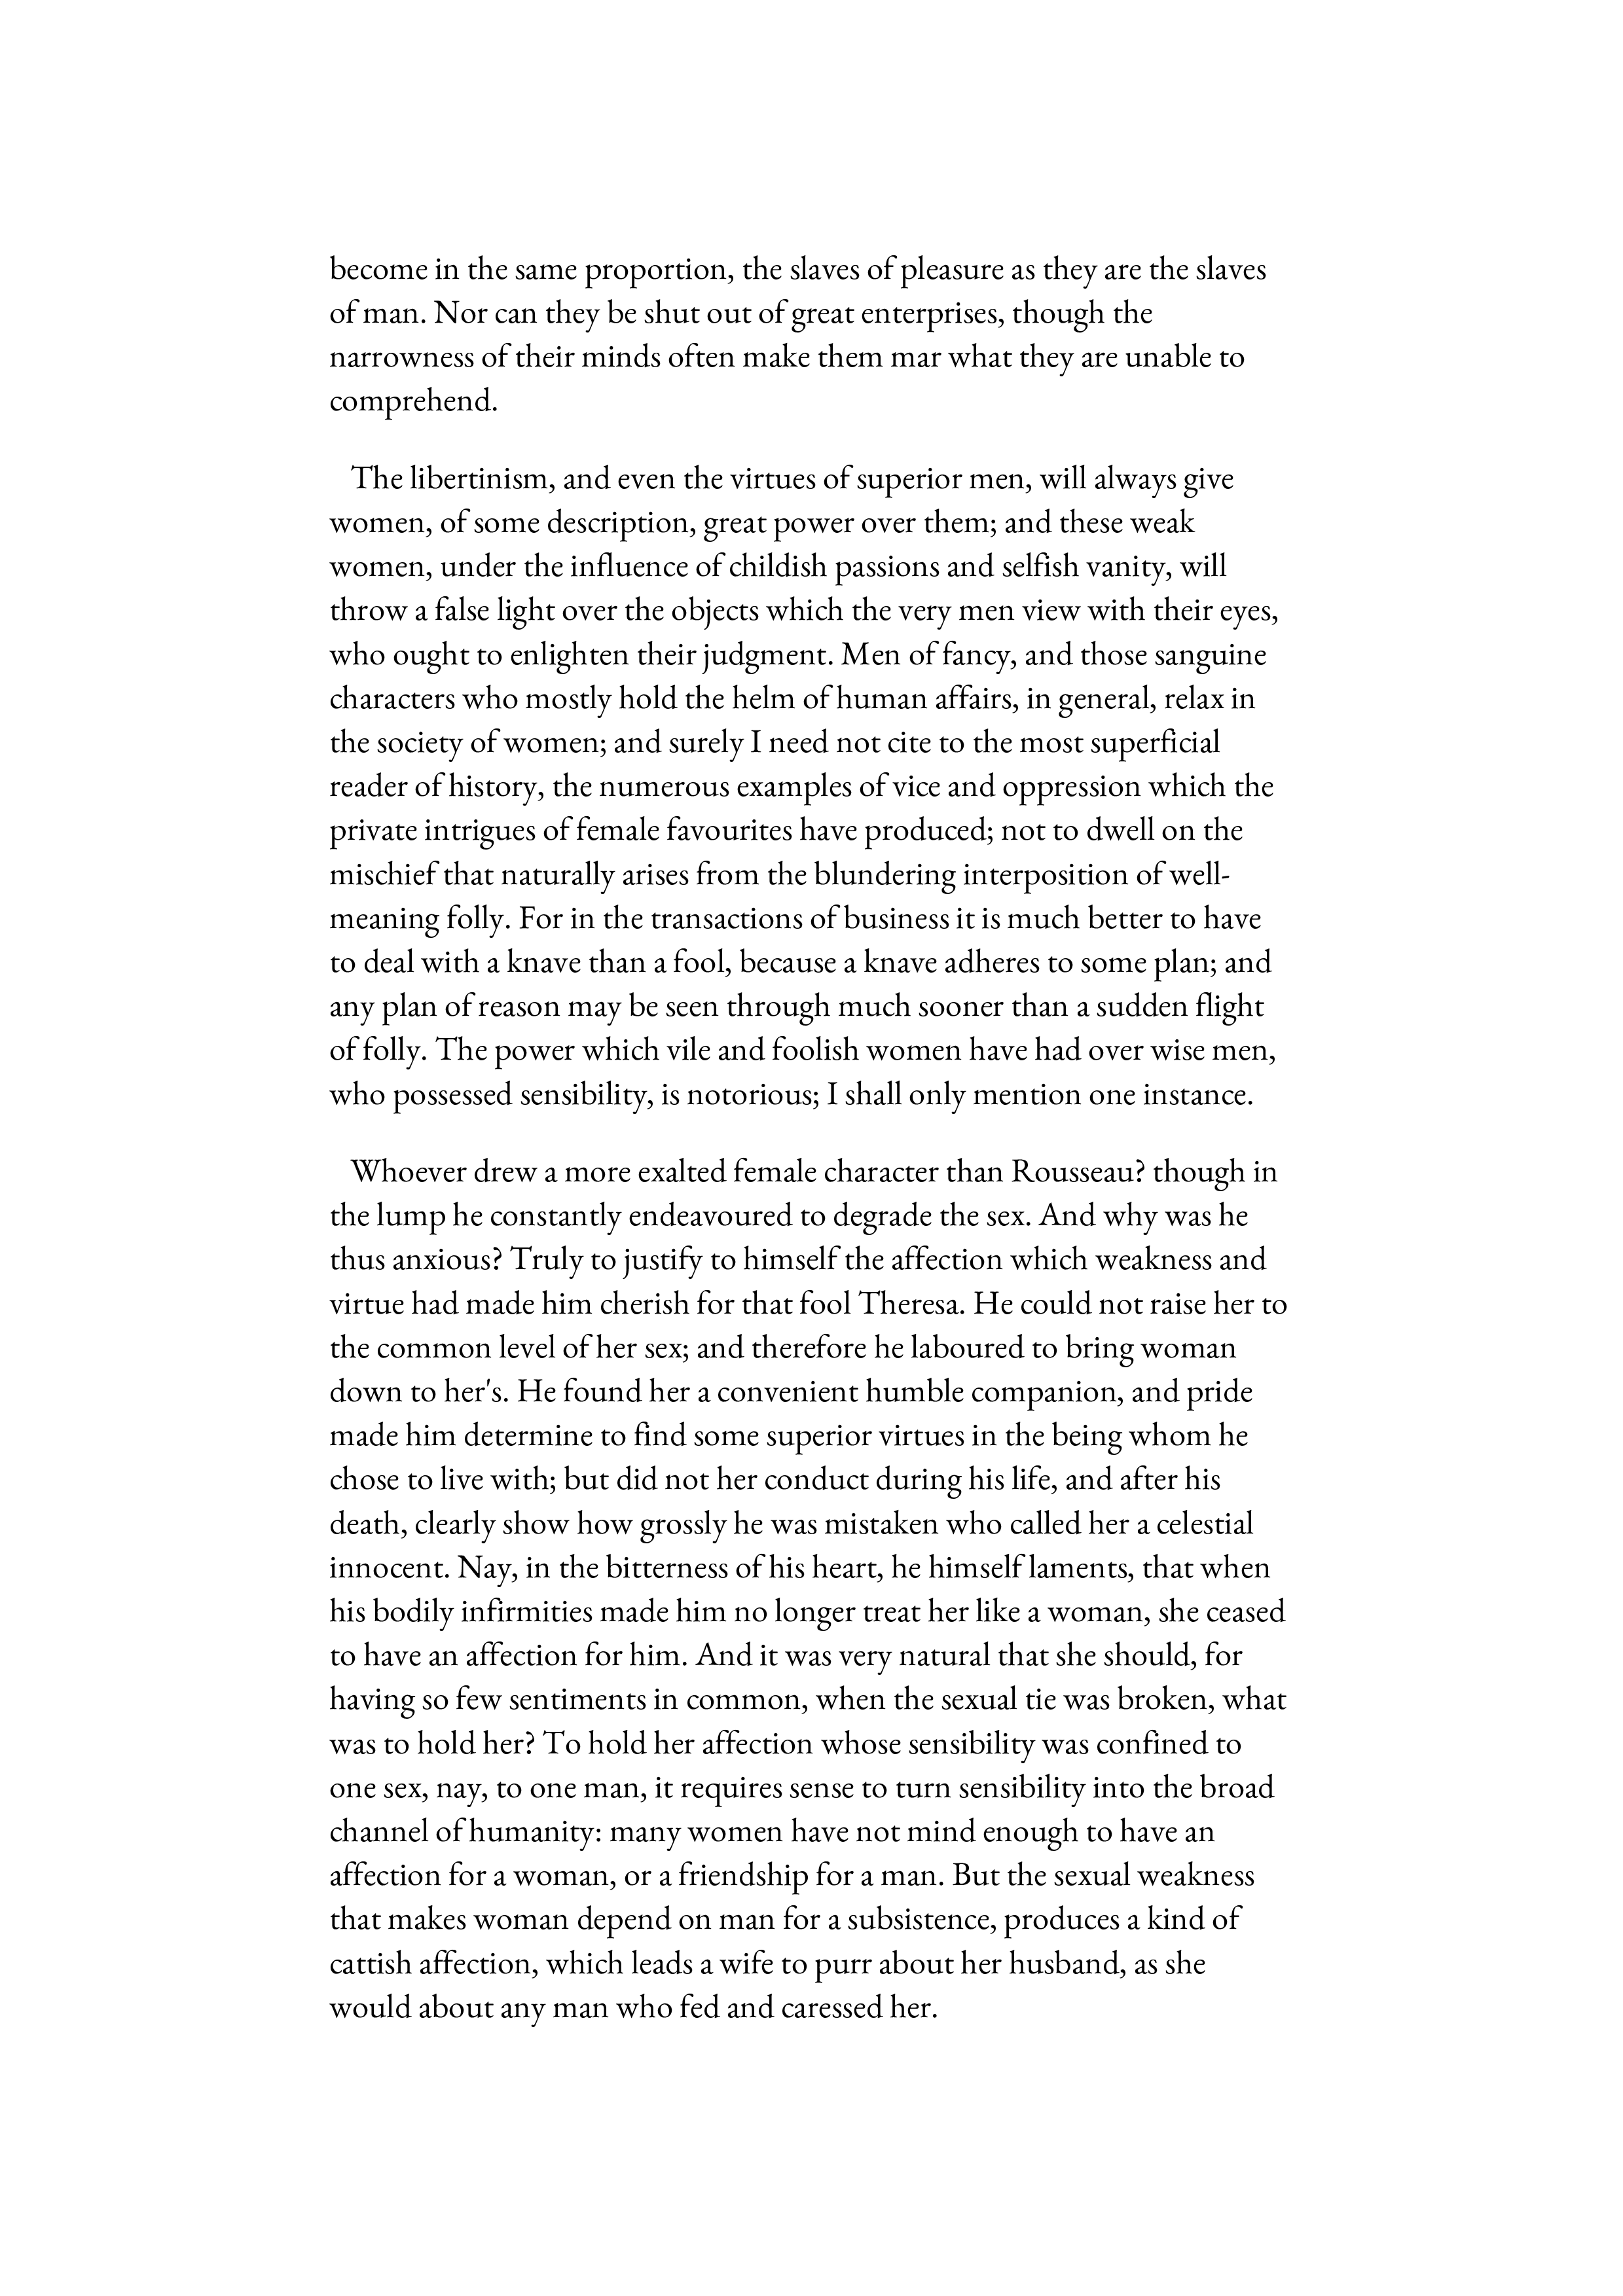 become in the same proportion, the slaves of pleasure as they are the slaves
of man. Nor can they be shut out of great enterprises, though the
narrowness of their minds often make them mar what they are unable to
comprehend.
The libertinism, and even the virtues of superior men, will always give
women, of some description, great power over them; and these weak
women, under the influence of childish passions and selfish vanity, will
throw a false light over the objects which the very men view with their eyes,
who ought to enlighten their judgment. Men of fancy, and those sanguine
characters who mostly hold the helm of human affairs, in general, relax in
the society of women; and surely I need not cite to the most superficial
reader of history, the numerous examples of vice and oppression which the
private intrigues of female favourites have produced; not to dwell on the
mischief that naturally arises from the blundering interposition of well-
meaning folly. For in the transactions of business it is much better to have
to deal with a knave than a fool, because a knave adheres to some plan; and
any plan of reason may be seen through much sooner than a sudden flight
of folly. The power which vile and foolish women have had over wise men,
who possessed sensibility, is notorious; I shall only mention one instance.
Whoever drew a more exalted female character than Rousseau? though in
the lump he constantly endeavoured to degrade the sex. And why was he
thus anxious? Truly to justify to himself the affection which weakness and
virtue had made him cherish for that fool Theresa. He could not raise her to
the common level of her sex; and therefore he laboured to bring woman
down to her's. He found her a convenient humble companion, and pride
made him determine to find some superior virtues in the being whom he
chose to live with; but did not her conduct during his life, and after his
death, clearly show how grossly he was mistaken who called her a celestial
innocent. Nay, in the bitterness of his heart, he himself laments, that when
his bodily infirmities made him no longer treat her like a woman, she ceased
to have an affection for him. And it was very natural that she should, for
having so few sentiments in common, when the sexual tie was broken, what
was to hold her? To hold her affection whose sensibility was confined to
one sex, nay, to one man, it requires sense to turn sensibility into the broad
channel of humanity: many women have not mind enough to have an
affection for a woman, or a friendship for a man. But the sexual weakness
that makes woman depend on man for a subsistence, produces a kind of
cattish affection, which leads a wife to purr about her husband, as she
would about any man who fed and caressed her.